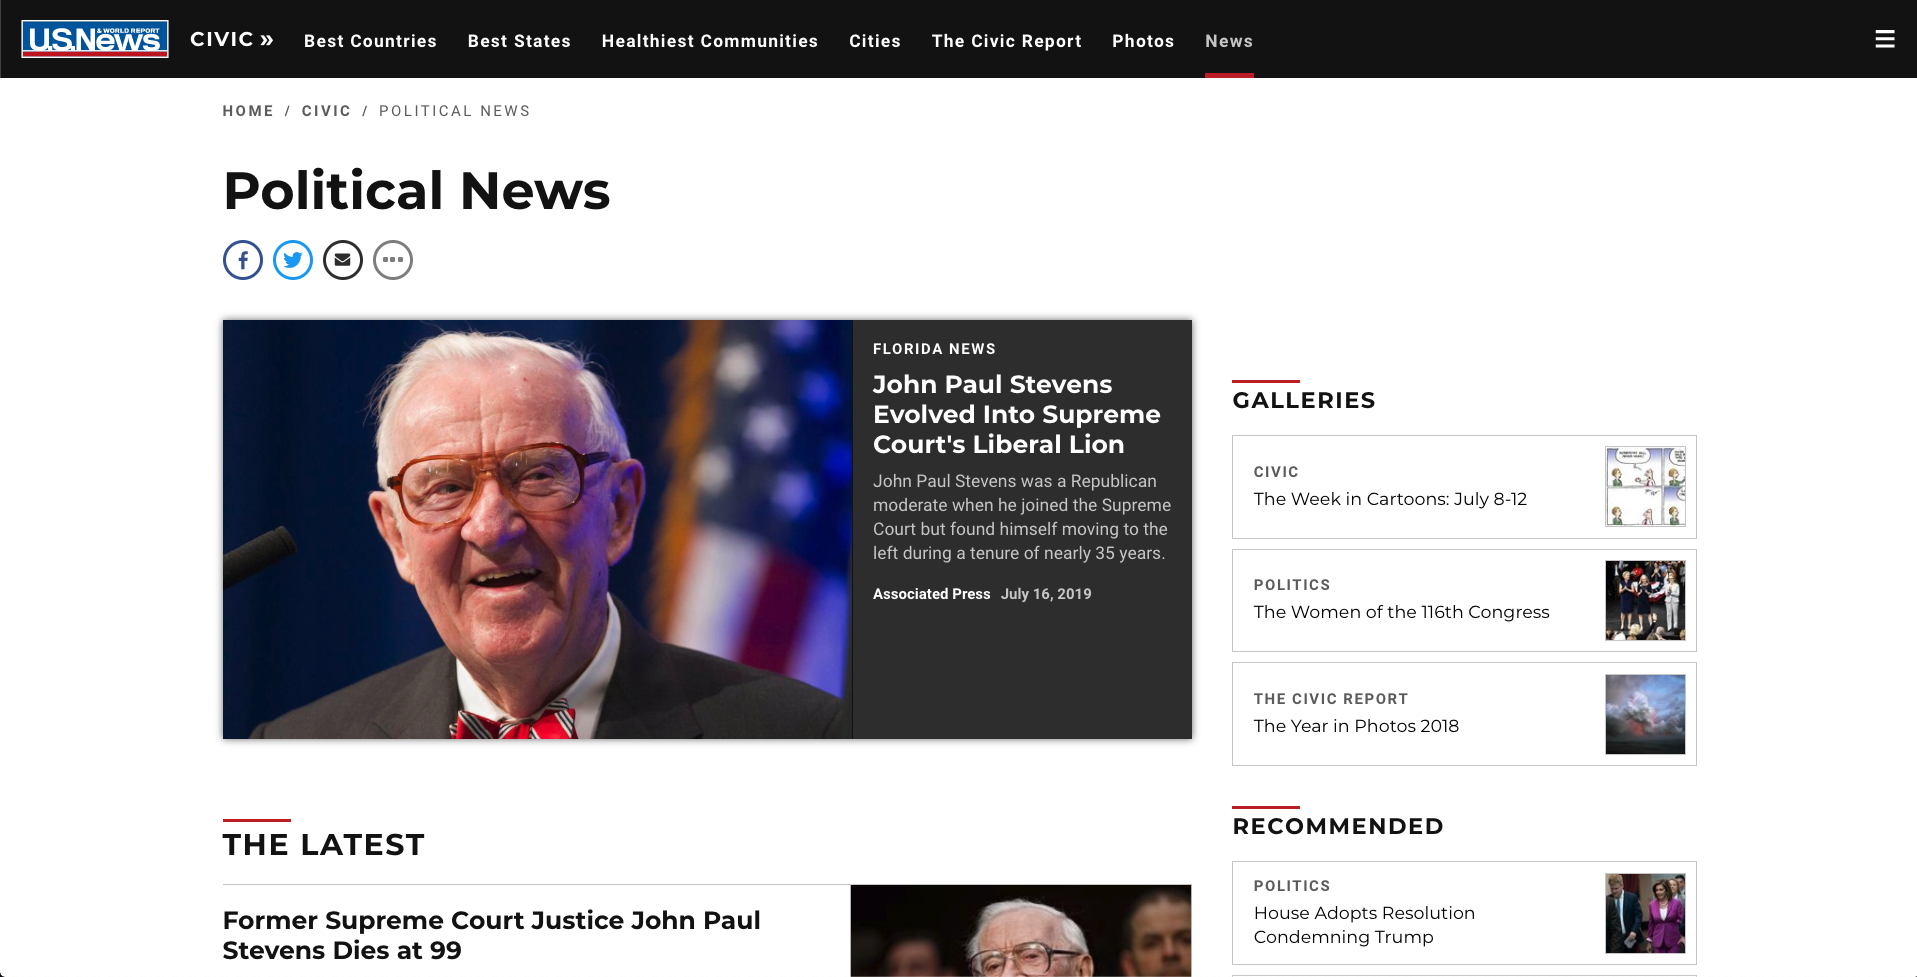 U.S.News
& WORLD REPORT
CIVIC »
Best Countries
Best States
Healthiest Communities
Cities
The Civic Report
Photos
News
HOME / CIVIC / POLITICAL NEWS
Political News
FLORIDA NEWS
John Paul Stevens
Evolved Into Supreme
Court's Liberal Lion
John Paul Stevens was a Republican
moderate when he joined the Supreme
Court but found himself moving to the
left during a tenure of nearly 35 years.
Associated Press July 16, 2019
THE LATEST
Former Supreme Court Justice John Paul
Stevens Dies at 99
GALLERIES
CIVIC
The Week in Cartoons: July 8-12
POLITICS
The Women of the 116th Congress
THE CIVIC REPORT
The Year in Photos 2018
RECOMMENDED
POLITICS
House Adopts Resolution
Condemning Trump